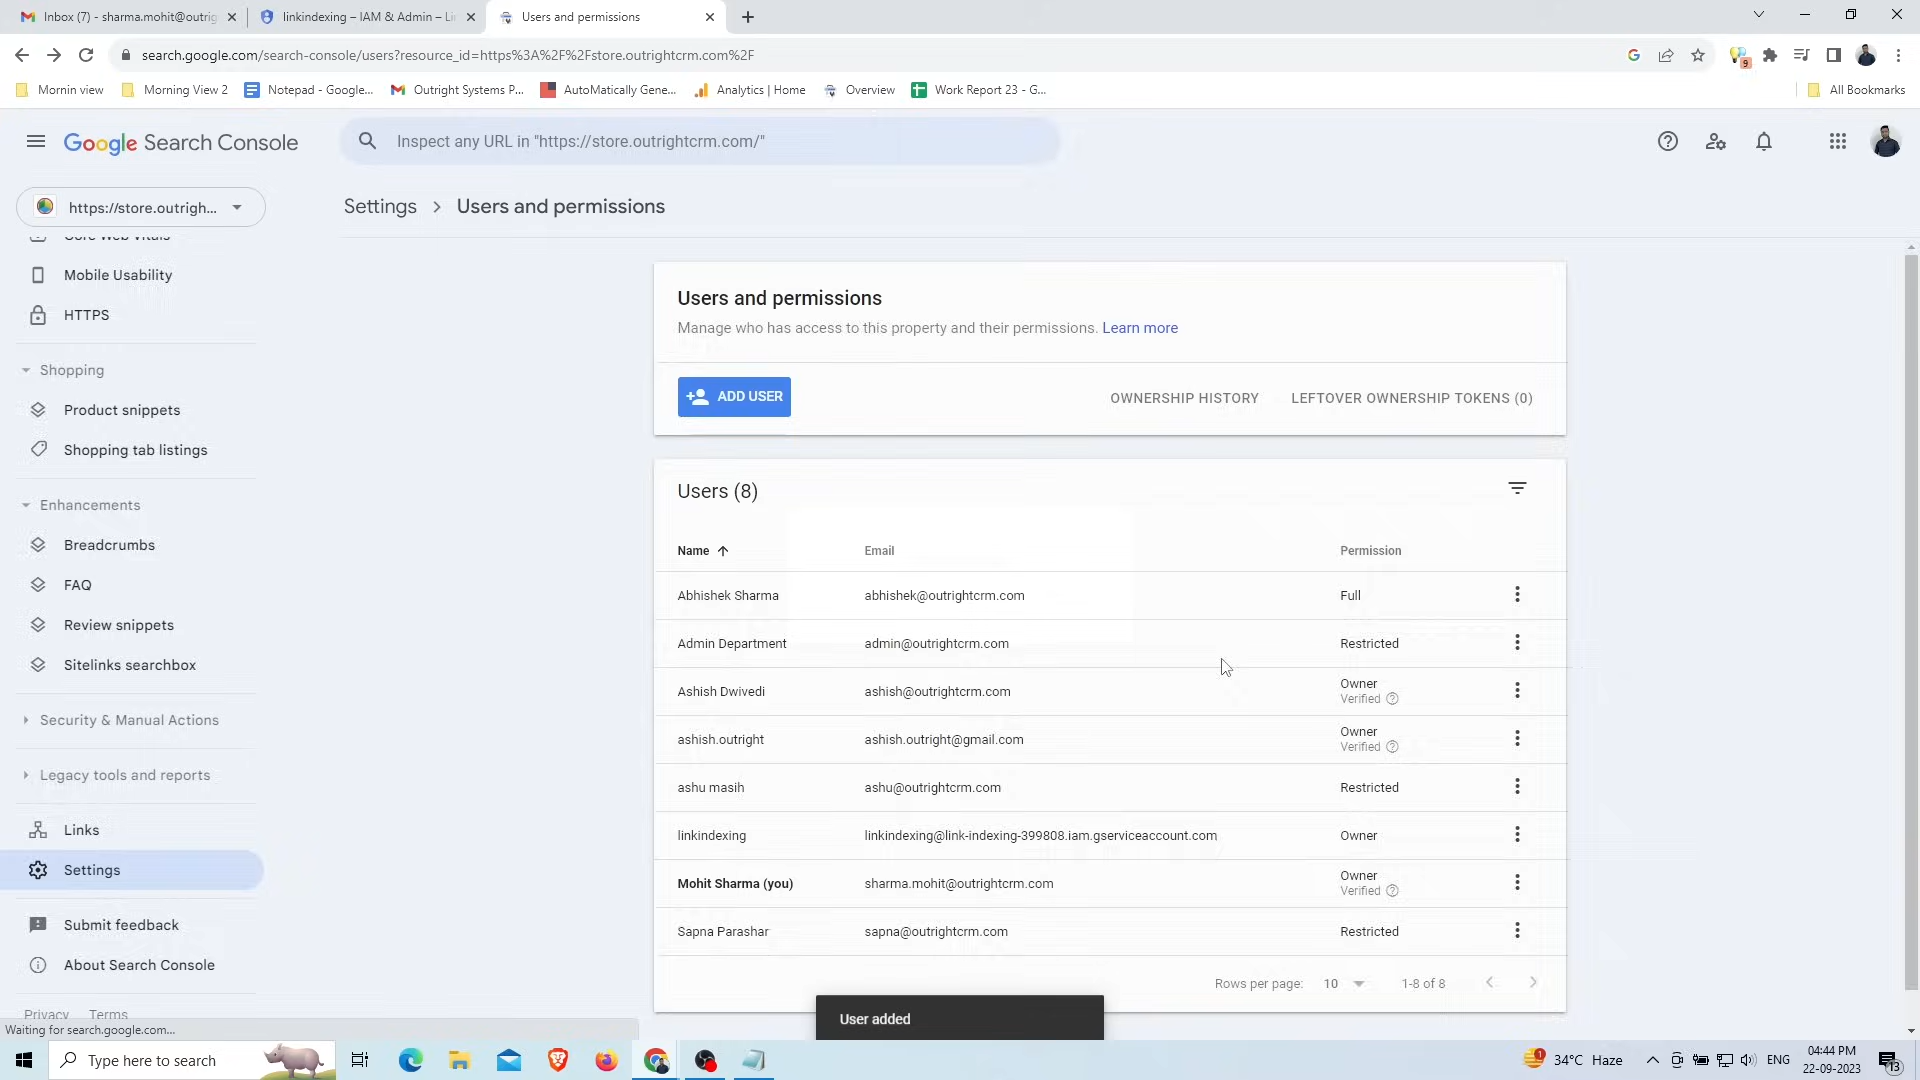 Inbox (7) - sharma.mohit@outrig
linkindexing – IAM & Admin – Li
Users and permissions
search.google.com/search-console/users?resource_id=https%3A%2F%2Fstore.outrightcrm.com%2F
9
Mornin view
Morning View 2
Notepad - Google...
Outright Systems P...
AutoMatically Gene...
Analytics | Home
Overview
Work Report 23 - G...
All Bookmarks
Google Search Console
Inspect any URL in "https://store.outrightcrm.com/"
https://store.outrigh...
Settings > Users and permissions
Core Web Vitals
Mobile Usability
HTTPS
Shopping
Product snippets
Shopping tab listings
Enhancements
Breadcrumbs
FAQ
Review snippets
Sitelinks searchbox
Security & Manual Actions
Legacy tools and reports
Links
Settings
Submit feedback
About Search Console
Privacy Terms
Waiting for search.google.com...
Users and permissions
Manage who has access to this property and their permissions. Learn more
ADD USER
OWNERSHIP HISTORY
LEFTOVER OWNERSHIP TOKENS (0)
Users (8)
Name Email Permission
Abhishek Sharma abhishek@outrightcrm.com Full
Admin Department admin@outrightcrm.com Restricted
Ashish Dwivedi ashish@outrightcrm.com Owner
Verified
ashish.outright ashish.outright@gmail.com Owner
Verified
ashu masih ashu@outrightcrm.com Restricted
linkindexing linkindexing@link-indexing-399808.iam.gserviceaccount.com Owner
Mohit Sharma (you) sharma.mohit@outrightcrm.com Owner
Verified
Sapna Parashar sapna@outrightcrm.com Restricted
Rows per page: 10 1-8 of 8
User added
Type here to search
1
34°C Haze
ENG
04:44 PM
22-09-2023
13